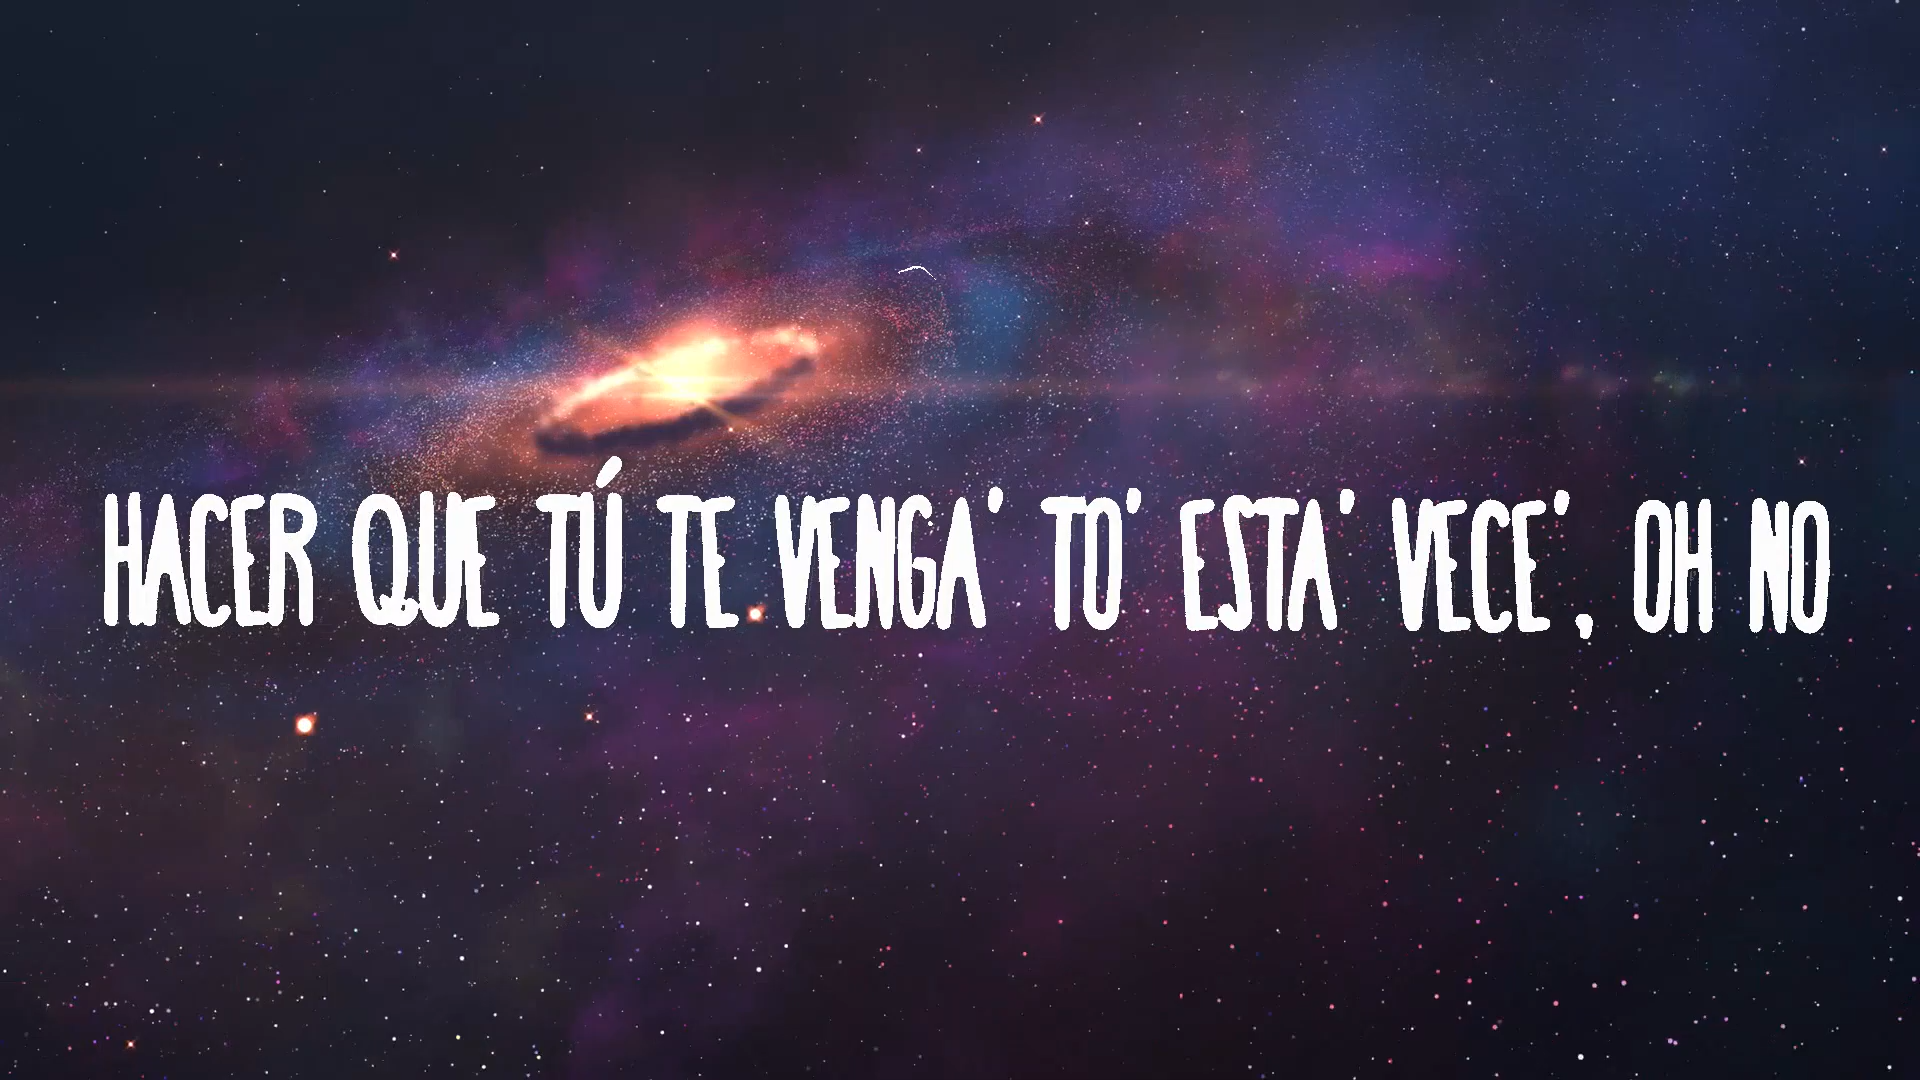 HACER QUE TÚ TE VENGA' TO' ESTA' VECE', OH NO